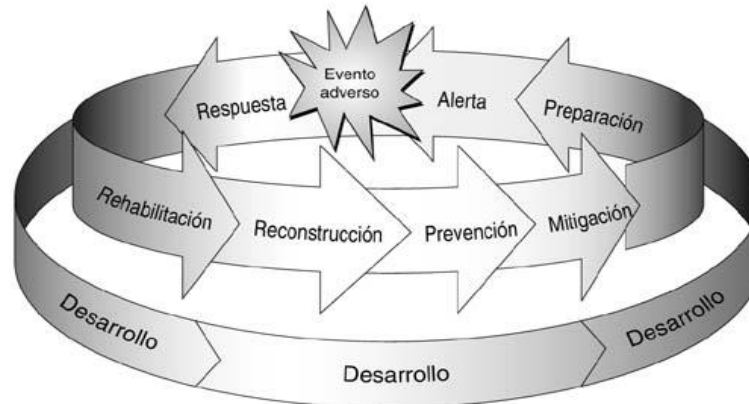 Evento
adverso
Respuesta
Alerta
Preparación
Rehabilitación
Reconstrucción
Prevención
Mitigación
Desarrollo
Desarrollo
Desarrollo